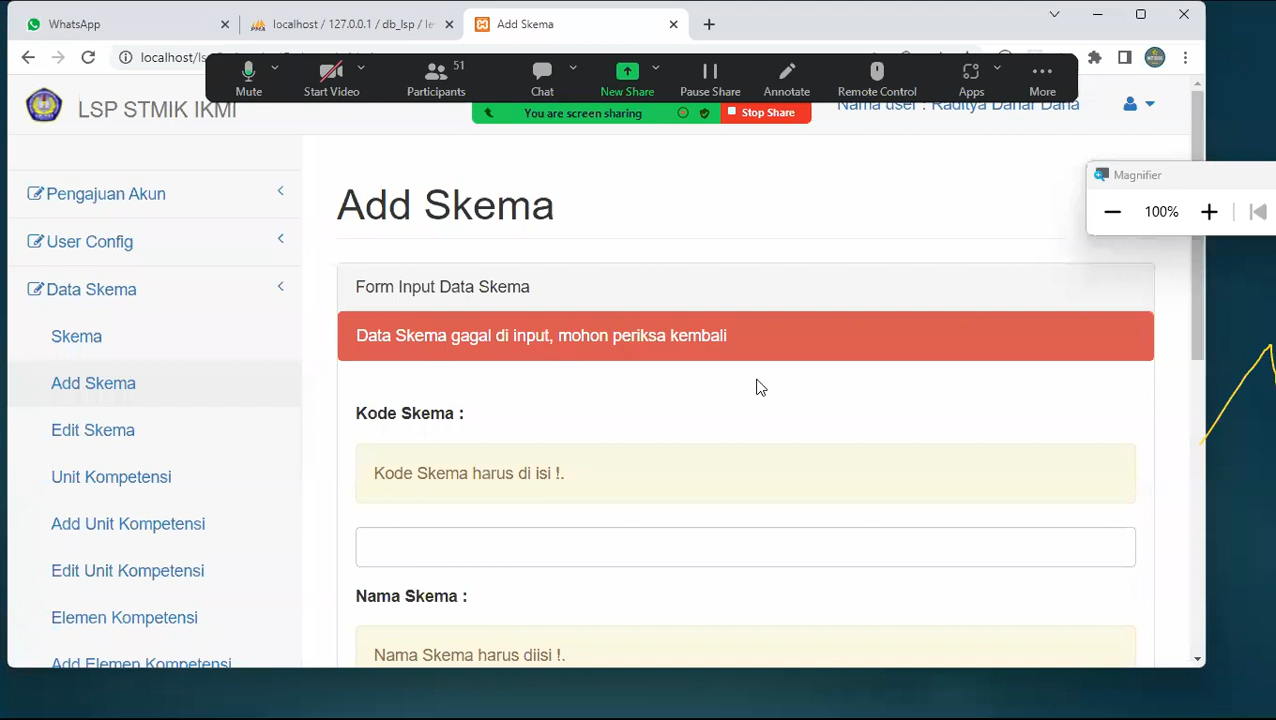 WhatsApp
localhost / 127.0.0.1 / db_lsp /
Add Skema
localhost/
Mute
Start Video
Participants
51
Chat
New Share
Pause Share
Annotate
Remote Control
Apps
More
You are screen sharing
Stop Share
LSP STMIK IKMI
Nama user : Raditya Danar Dana
Magnifier
100%
Pengajuan Akun
User Config
Data Skema
Skema
Add Skema
Edit Skema
Unit Kompetensi
Add Unit Kompetensi
Edit Unit Kompetensi
Elemen Kompetensi
Add Elemen Kompetensi
Add Skema
Form Input Data Skema
Data Skema gagal di input, mohon periksa kembali
Kode Skema :
Kode Skema harus di isi !.
Nama Skema :
Nama Skema harus diisi !.